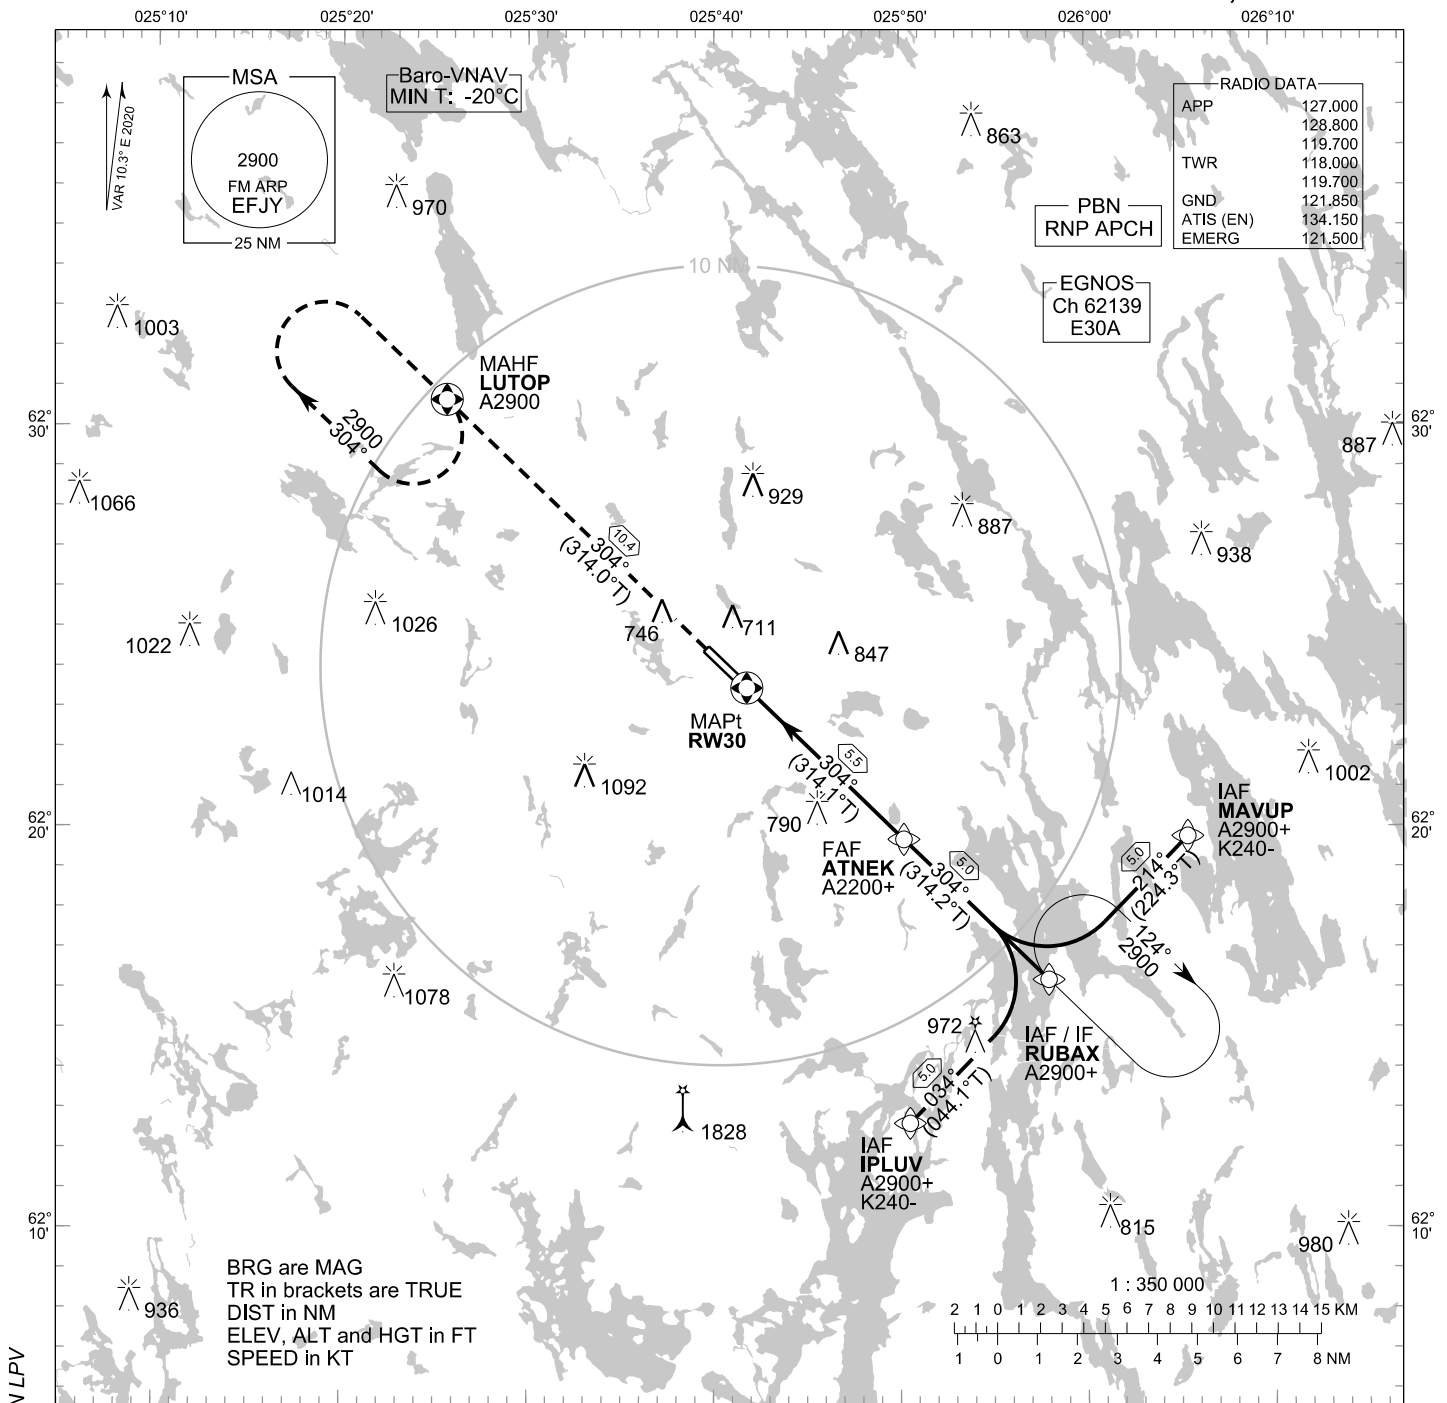 025°10'
025°20'
025°30'
025°40'
025°50'
026°00'
026°10'
VAR 10.3° E 2020
MSA
2900
FM ARP
EFJY
25 NM
Baro-VNAV
MIN T: -20°C
RADIO DATA
APP 127.000
128.800
119.700
TWR 118.000
119.700
GND 121.850
ATIS (EN) 134.150
EMERG 121.500
863
970
PBN
RNP APCH
10 NM
EGNOS
Ch 62139
E30A
1003
MAHF
LUTOP
A2900
2900
304°
62°
30'
62°
30'
887
1066
929
887
938
10.4
304°
(314.0°T)
1022
1026
746
711
847
MAPt
RW30
5.5
304°
(314.1°T)
1014
1092
790
1002
62°
20'
62°
20'
IAF
MAVUP
A2900+
K240-
FAF
ATNEK
A2200+
5.0
304°
(314.2°T)
5.0
214°
(224.3°T)
124°
2900
1078
972
IAF / IF
RUBAX
A2900+
5.0
034°
(044.1°T)
1828
IAF
IPLUV
A2900+
K240-
62°
10'
62°
10'
815
980
936
BRG are MAG
TR in brackets are TRUE
DIST in NM
ELEV, ALT and HGT in FT
SPEED in KT
1 : 350 000
2 1 0 1 2 3 4 5 6 7 8 9 10 11 12 13 14 15 KM
1 0 1 2 3 4 5 6 7 8 NM
N LPV